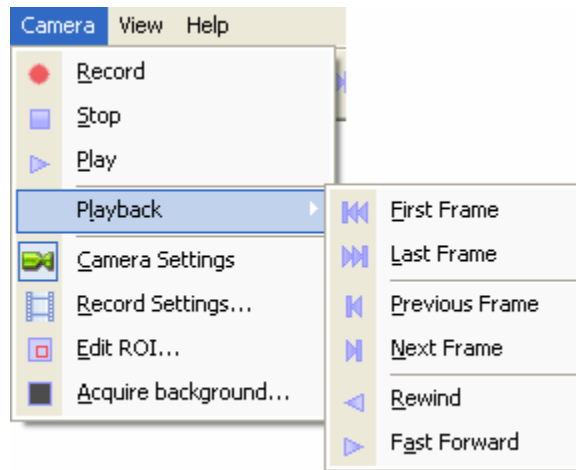 Camera View Help
Record
Stop
Play
Playback
Camera Settings
Record Settings...
Edit ROI...
Acquire background...
First Frame
Last Frame
Previous Frame
Next Frame
Rewind
Fast Forward